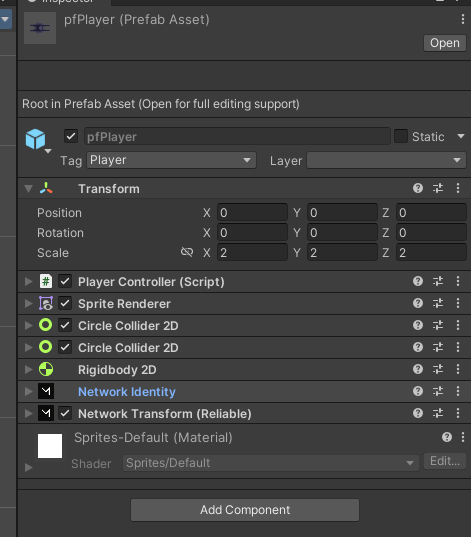 pfPlayer (Prefab Asset)
Open
Root in Prefab Asset (Open for full editing support)
pfPlayer
Static
Tag Player Layer
Transform
Position X 0 Y 0 Z 0
Rotation X 0 Y 0 Z 0
Scale X 2 Y 2 Z 2
# Player Controller (Script)
Sprite Renderer
Circle Collider 2D
Circle Collider 2D
Rigidbody 2D
Network Identity
Network Transform (Reliable)
Sprites-Default (Material)
Shader Sprites/Default Edit...
Add Component